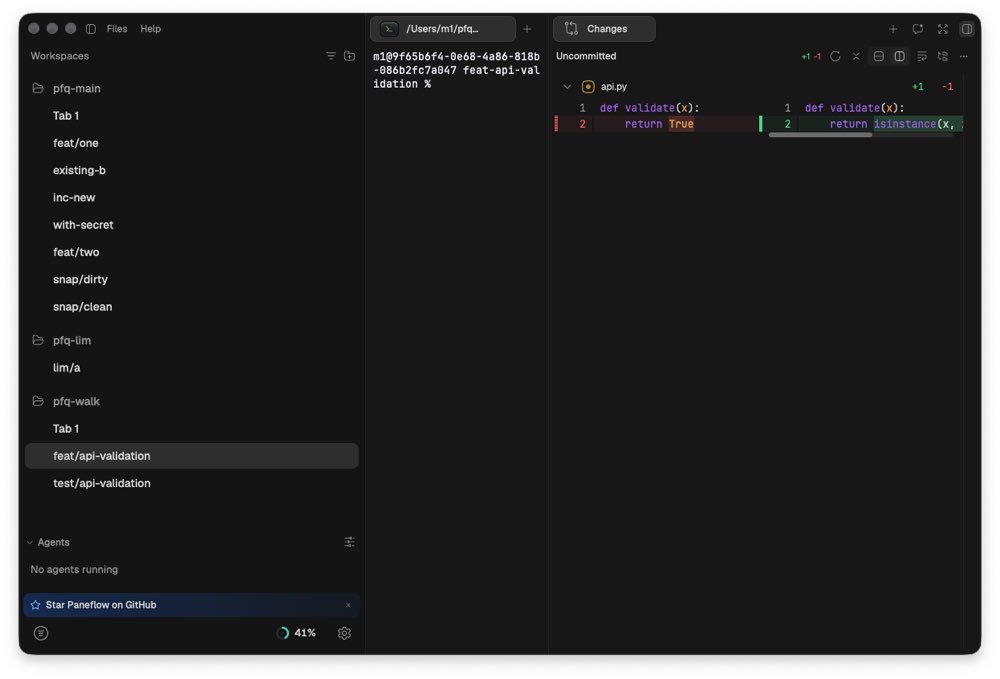 Files Help
/Users/m1/pfq…
Changes
Workspaces
m1@9f65b6f4-0e68-4a86-818b
-086b2fc7a047 feat-api-val
idation %
Uncommitted
+1 -1
pfq-main
Tab 1
feat/one
existing-b
inc-new
with-secret
feat/two
snap/dirty
snap/clean
pfq-lim
lim/a
pfq-walk
Tab 1
feat/api-validation
test/api-validation
api.py
+1 -1
1 def validate(x):
2 return True
1 def validate(x):
2 return isinstance(x,
Agents
No agents running
Star Paneflow on GitHub
41%